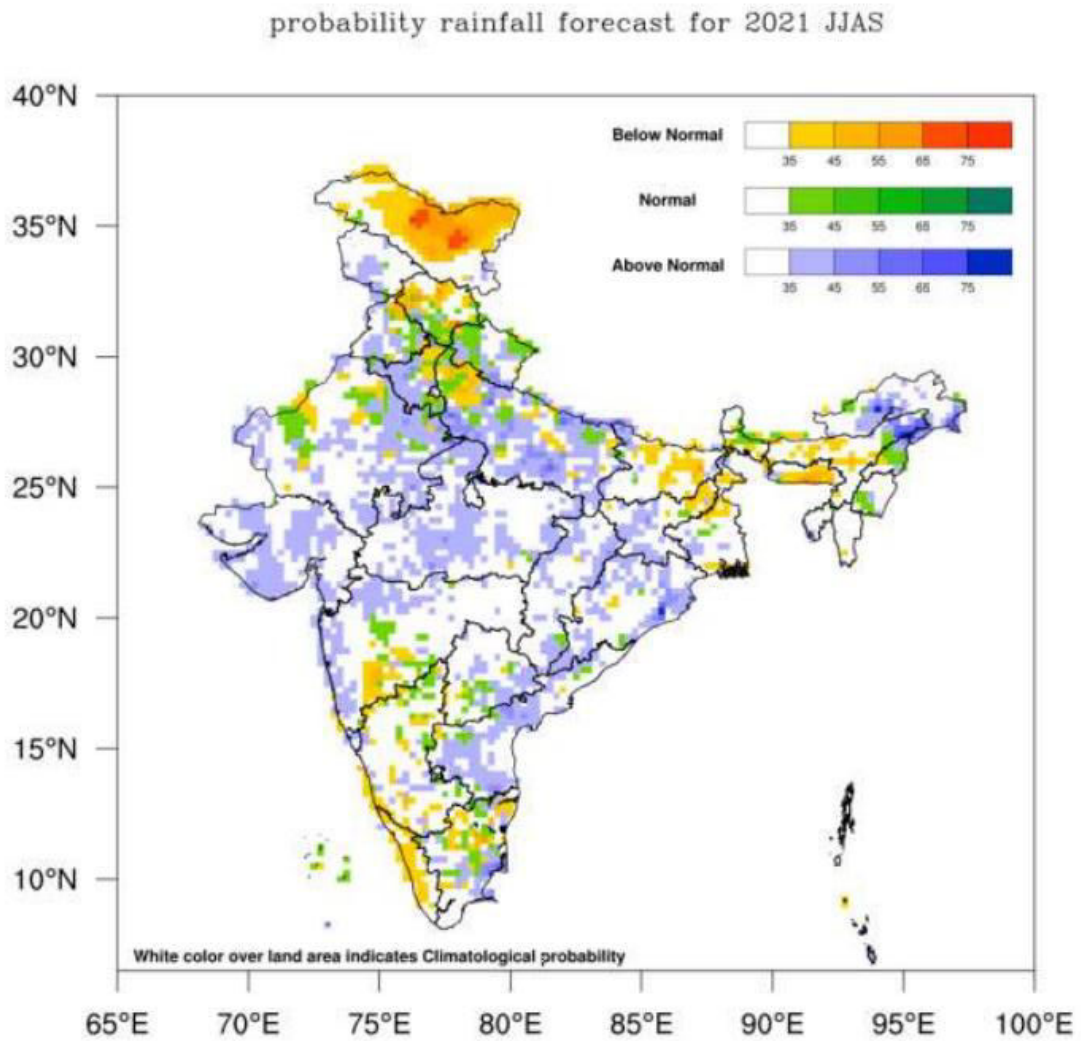 probability rainfall forecast for 2021 JJAS
40°N
Below Normal
35 45 55 65 75
Normal
35 45 55 65 75
Above Normal
35 45 55 65 75
35°N
30°N
25°N
20°N
15°N
10°N
White color over land area indicates Climatological probability
65°E 70°E 75°E 80°E 85°E 90°E 95°E 100°E